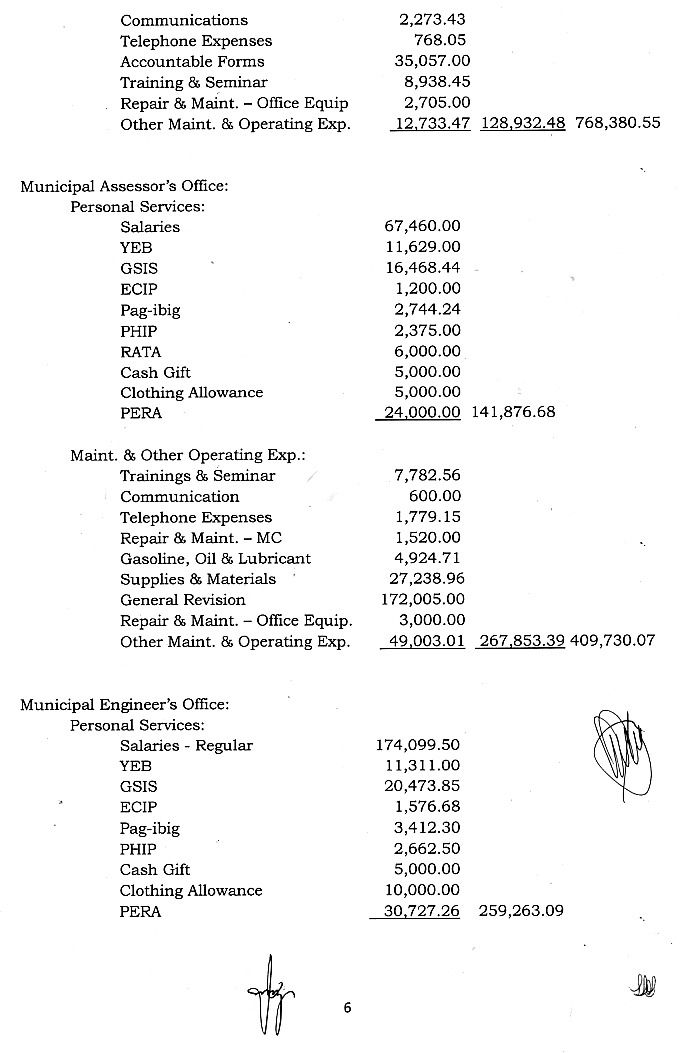 Communications 2,273.43
Telephone Expenses 768.05
Accountable Forms 35,057.00
Training & Seminar 8,938.45
Repair & Maint. – Office Equip 2,705.00
Other Maint. & Operating Exp. 12,733.47 128,932.48 768,380.55
Municipal Assessor's Office:
Personal Services:
Salaries 67,460.00
YEB 11,629.00
GSIS 16,468.44
ECIP 1,200.00
Pag-ibig 2,744.24
PHIP 2,375.00
RATA 6,000.00
Cash Gift 5,000.00
Clothing Allowance 5,000.00
PERA 24,000.00 141,876.68
Maint. & Other Operating Exp.:
Trainings & Seminar 7,782.56
Communication 600.00
Telephone Expenses 1,779.15
Repair & Maint. – MC 1,520.00
Gasoline, Oil & Lubricant 4,924.71
Supplies & Materials 27,238.96
General Revision 172,005.00
Repair & Maint. – Office Equip. 3,000.00
Other Maint. & Operating Exp. 49,003.01 267,853.39 409,730.07
Municipal Engineer's Office:
Personal Services:
Salaries - Regular 174,099.50
YEB 11,311.00
GSIS 20,473.85
ECIP 1,576.68
Pag-ibig 3,412.30
PHIP 2,662.50
Cash Gift 5,000.00
Clothing Allowance 10,000.00
PERA 30,727.26 259,263.09
6